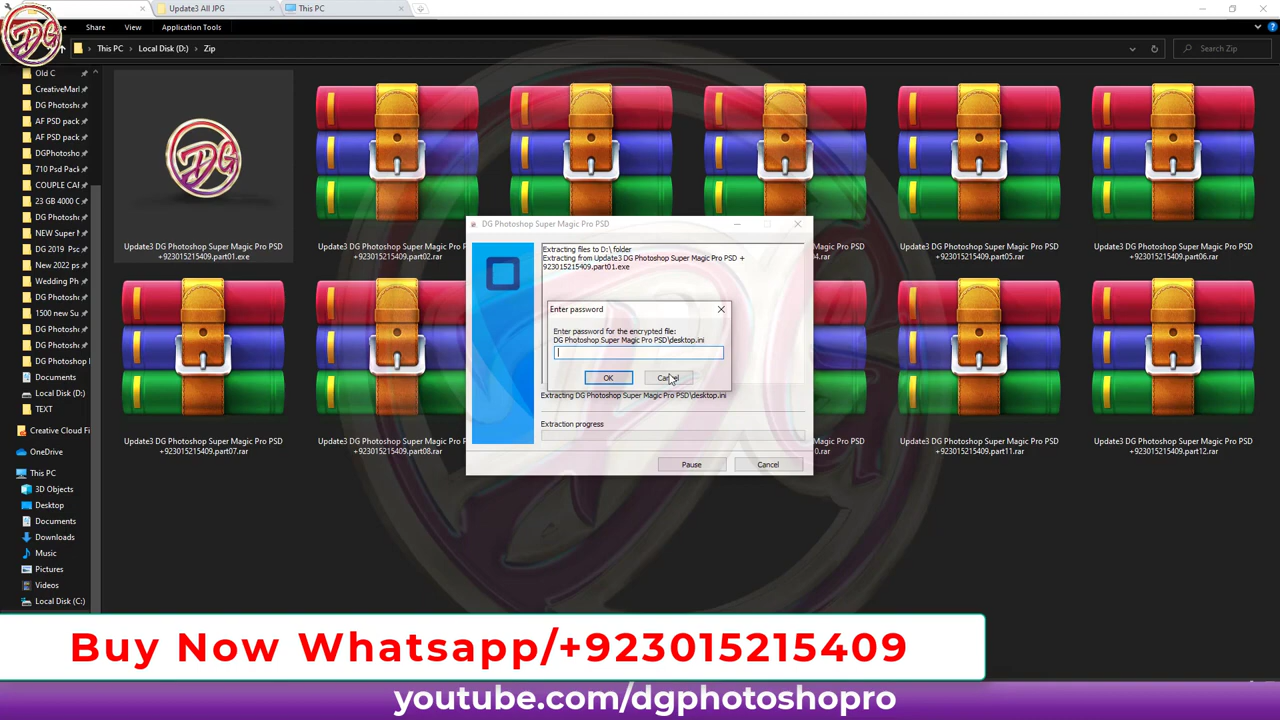 Update3 All JPG
This PC
Share
View
Application Tools
This PC
Local Disk (D:)
Zip
Search Zip
DG
Old C
CreativeMarl
DG Photosh
AF PSD pack
AF PSD pack
DGPhotosho
710 Psd Pack
COUPLE CAI
23 GB 4000 C
DG Photosh
NEW Super M
DG 2019 Psc
New 2022 ps
Wedding Ph
1500 new Su
DG Photosh
DG Photosh
DG Photoshop
Documents
Local Disk (D:)
TEXT
Creative Cloud Fi
OneDrive
This PC
3D Objects
Desktop
Documents
Downloads
Music
Pictures
Videos
Local Disk (C:)
DG
Update3 DG Photoshop Super Magic Pro PSD
+923015215409.part01.exe
Update3 DG Photoshop Super Magic Pro PSD
+923015215409.part02.rar
05.rar
Update3 DG Photoshop Super Magic Pro PSD
+923015215409.part06.rar
Update3 DG Photoshop Super Magic Pro PSD
+923015215409.part07.rar
Update3 DG Photoshop Super Magic Pro PSD
+923015215409.part08.rar
0.rar
Update3 DG Photoshop Super Magic Pro PSD
+923015215409.part11.rar
Update3 DG Photoshop Super Magic Pro PSD
+923015215409.part12.rar
DG Photoshop Super Magic Pro PSD
Extracting files to D:\ folder
Extracting from Update3 DG Photoshop Super Magic Pro PSD +
923015215409.part01.exe
Enter password
Enter password for the encrypted file:
DG Photoshop Super Magic Pro PSD\desktop.ini
OK
Cancel
Extracting DG Photoshop Super Magic Pro PSD\desktop.ini
Extraction progress
Pause
Cancel
Buy Now Whatsapp/+923015215409
youtube.com/dgphotoshopro